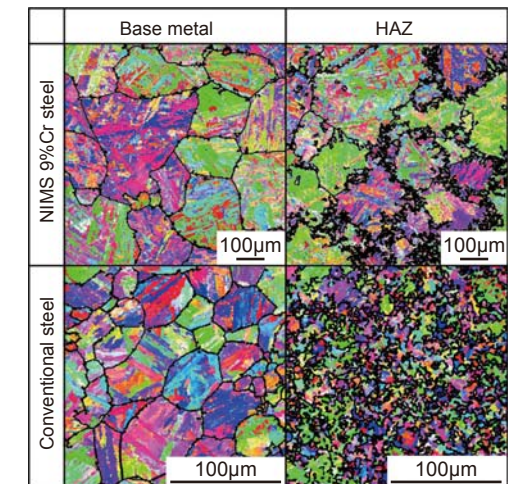 Base metal
HAZ
NIMS 9%Cr steel
100μm
100μm
Conventional steel
100μm
100μm